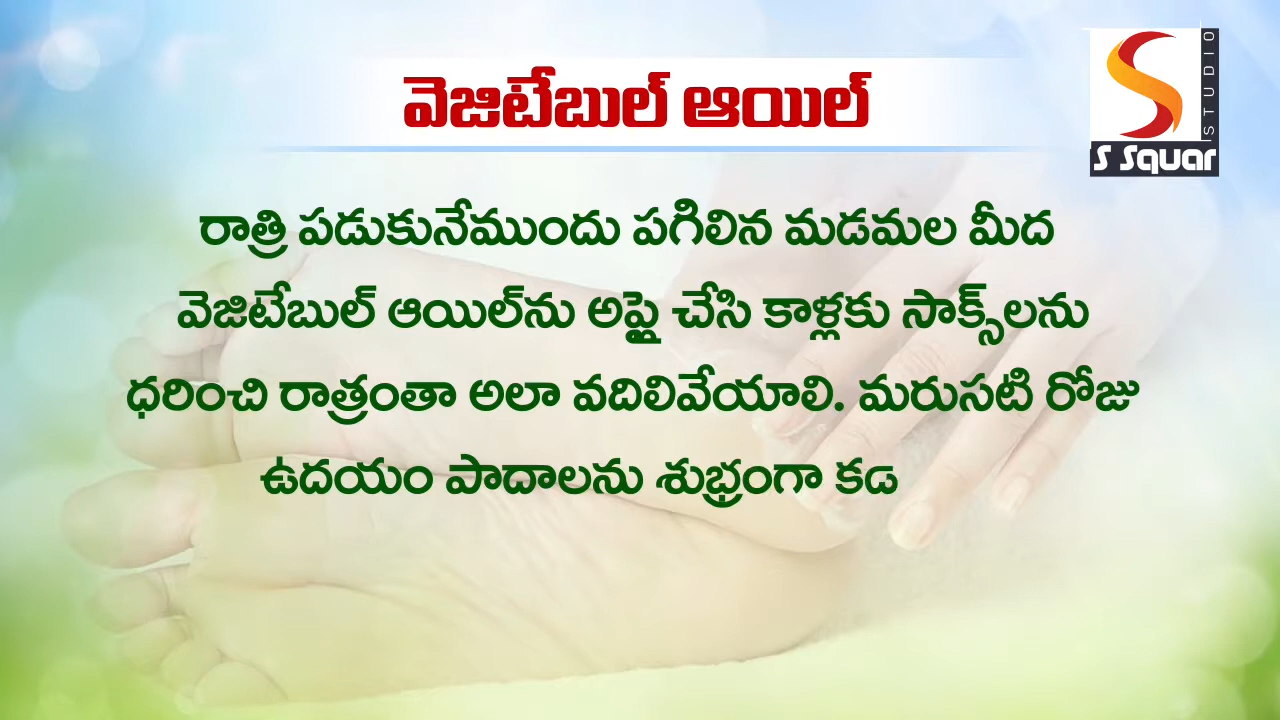 వెజిటేబుల్ ఆయిల్
STUDIO
S Squar
రాత్రి పడుకునేముందు పగిలిన మడమల మీద
వెజిటేబుల్ ఆయిల్‌ను అప్లై చేసి కాళ్లకు సాక్స్‌లను
ధరించి రాత్రంతా అలా వదిలివేయాలి. మరుసటి రోజు
ఉదయం పాదాలను శుభ్రంగా కడ